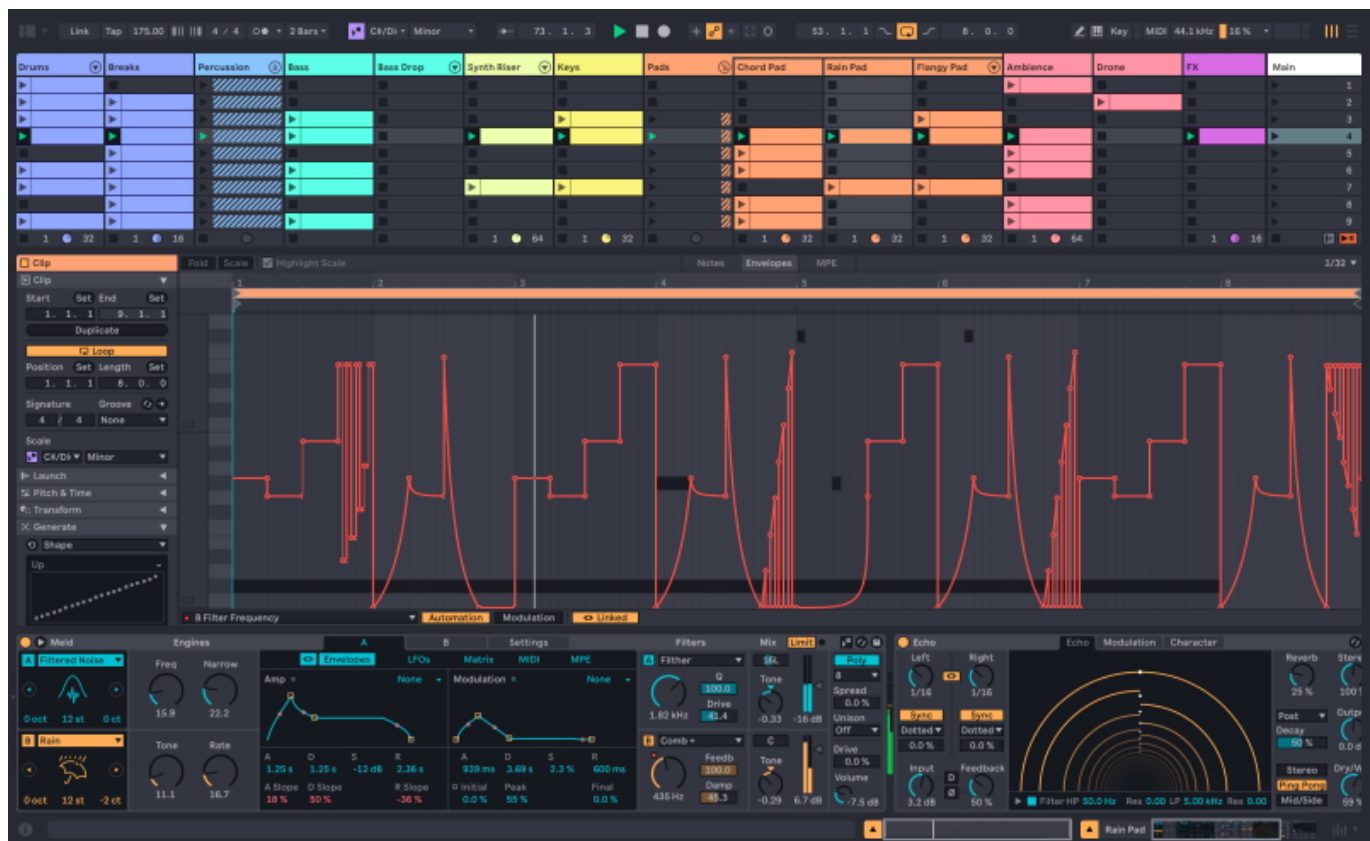 Link Tap 175.00 4 / 4 2 Bars C#/Db Minor 73. 1. 3 53. 1. 1 8. 0. 0 Key MIDI 44.1 kHz 16 %
Drums Breaks Percussion Bass Bass Drop Synth Riser Keys Pads Chord Pad Rain Pad Flangy Pad Ambience Drone FX Main
1
2
3
4
5
6
7
8
9
1 32 1 16 1 64 1 32 1 32 1 32 1 32 1 64 1 16
Clip Fold Scale Highlight Scale Notes Envelopes MPE 1/32
Clip 1 2 3 4 5 6 7 8
Start Set End Set
1. 1. 1 9. 1. 1
Duplicate
Loop
Position Set Length Set
1. 1. 1 8. 0. 0
Signature Groove
4 / 4 None
Scale
C#/Db Minor
Launch
Pitch & Time
Transform
Generate
Shape
Up
B Filter Frequency Automation Modulation Linked
Meld Engines A B Settings Filters Mix Limit Echo Echo Modulation Character
A Filtered Noise Freq Narrow Envelopes LFOs Matrix MIDI MPE A Filther Poly Left Right Reverb
Amp None Modulation None Q Tone 8 1/16 1/16 25 %
0 oct 12 st 0 ct 15.9 22.2 100.0 Spread
Drive 0.0 % Sync Sync Post
1.82 kHz 41.4 -0.33 -16 dB Unison Dotted Dotted Decay
B Rain Tone Rate B Comb + C Off 0.0 % 0.0 % 50 %
A D S R A D S R Feedb Tone Drive Input D Feedback Stereo
1.25 s 1.25 s -12 dB 2.36 s 939 ms 3.69 s 2.3 % 600 ms 100.0 0.0 % Ping Pong
A Slope D Slope R Slope Initial Peak Final Damp Volume Mid/Side
0 oct 12 st -2 ct 11.1 16.7 18 % 50 % -36 % 0.0 % 55 % 0.0 % 435 Hz 45.3 -0.29 6.7 dB -7.5 dB 3.2 dB Ø 50 % Filter HP 50.0 Hz Res 0.00 LP 5.00 kHz Res 0.00
Rain Pad